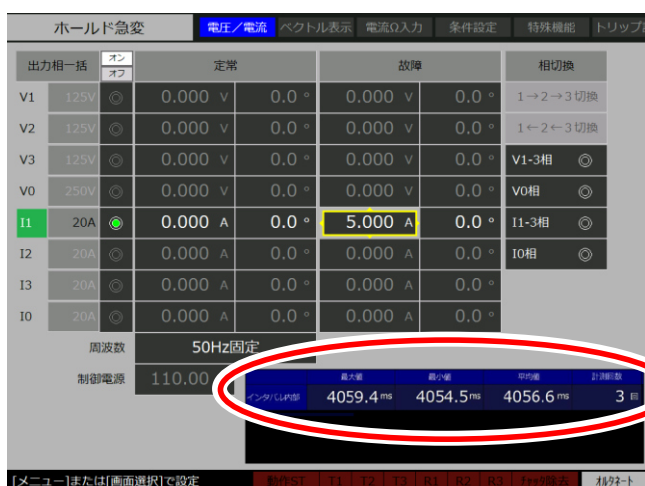 ホールド急変 電圧/電流 ベクトル表示 電流Ω入力 条件設定 特殊機能 トリップ
出力相一括 オン オフ 定常 故障 相切換
V1 125V ◎ 0.000 V 0.0 ° 0.000 V 0.0 ° 1→2→3切換
V2 125V ◎ 0.000 V 0.0 ° 0.000 V 0.0 ° 1←2←3切換
V3 125V ◎ 0.000 V 0.0 ° 0.000 V 0.0 ° V1-3相 ◎
V0 250V ◎ 0.000 V 0.0 ° 0.000 V 0.0 ° V0相 ◎
I1 20A ◎ 0.000 A 0.0 ° 5.000 A 0.0 ° I1-3相 ◎
I2 20A ◎ 0.000 A 0.0 ° 0.000 A 0.0 ° I0相 ◎
I3 20A ◎ 0.000 A 0.0 ° 0.000 A 0.0 °
I0 20A ◎ 0.000 A 0.0 ° 0.000 A 0.0 °
周波数 50Hz固定
制御電源 110.00
最大値 最小値 平均値 計測回数
インタバル内部 4059.4 ms 4054.5 ms 4056.6 ms 3 回
[メニュー]または[画面選択]で設定 動作ST T1 T2 T3 R1 R2 R3 オルタネート